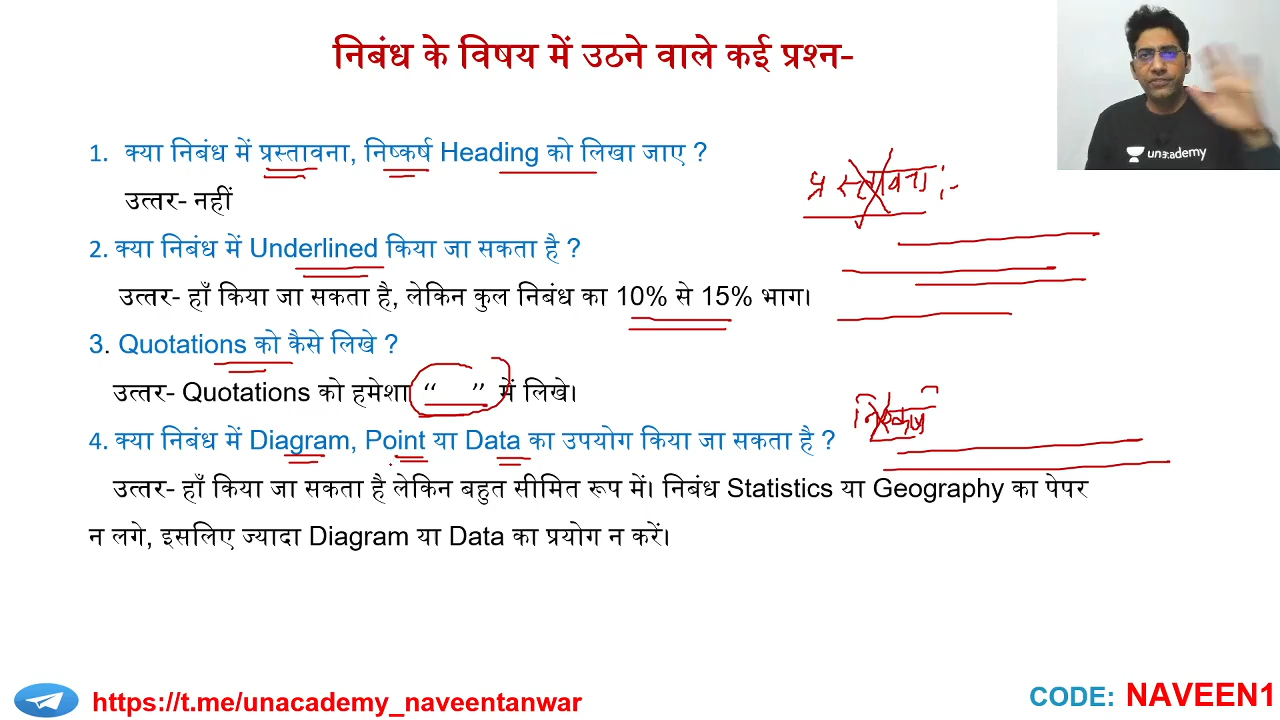 निबंध के विषय में उठने वाले कई प्रश्न-
1. क्या निबंध में प्रस्तावना, निष्कर्ष Heading को लिखा जाए ?
उत्तर- नहीं
2. क्या निबंध में Underlined किया जा सकता है ?
उत्तर- हाँ किया जा सकता है, लेकिन कुल निबंध का 10% से 15% भाग।
3. Quotations को कैसे लिखे ?
उत्तर- Quotations को हमेशा “ ” में लिखे।
4. क्या निबंध में Diagram, Point या Data का उपयोग किया जा सकता है ?
उत्तर- हाँ किया जा सकता है लेकिन बहुत सीमित रूप में। निबंध Statistics या Geography का पेपर
न लगे, इसलिए ज्यादा Diagram या Data का प्रयोग न करें।
प्रस्तावना :-
निष्कर्ष
unacademy
https://t.me/unacademy_naveentanwar
CODE: NAVEEN1